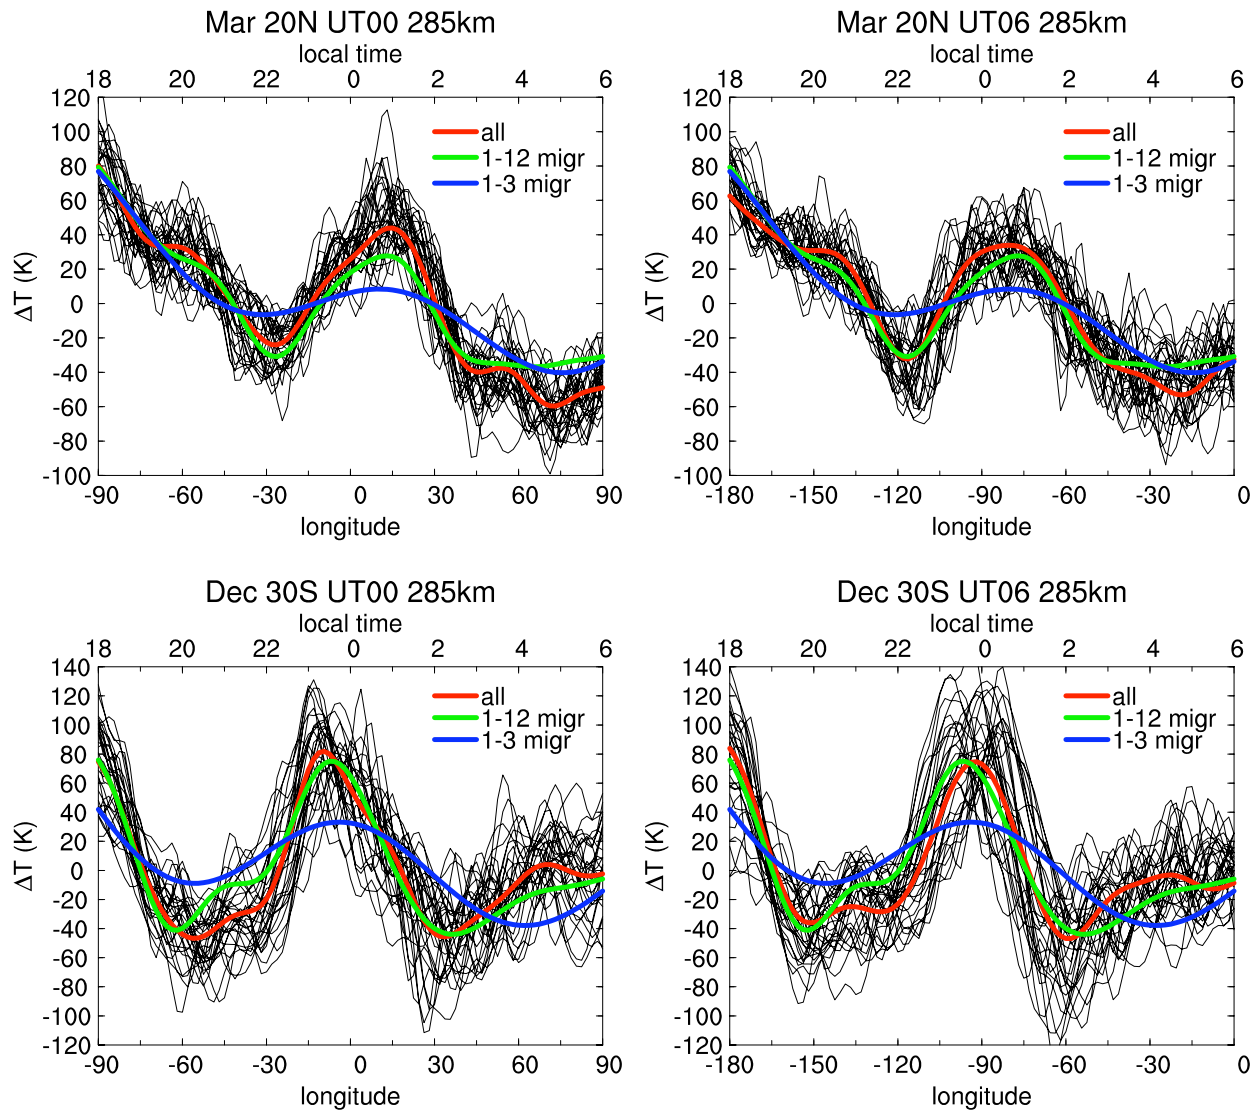 Mar 20N UT00 285km
local time
18 20 22 0 2 4 6
120
100
80
60
40
20
0
-20
-40
-60
-80
-100
ΔT (K)
all
1-12 migr
1-3 migr
-90 -60 -30 0 30 60 90
longitude
Mar 20N UT06 285km
local time
18 20 22 0 2 4 6
120
100
80
60
40
20
0
-20
-40
-60
-80
-100
ΔT (K)
all
1-12 migr
1-3 migr
-180 -150 -120 -90 -60 -30 0
longitude
Dec 30S UT00 285km
local time
18 20 22 0 2 4 6
140
120
100
80
60
40
20
0
-20
-40
-60
-80
-100
-120
ΔT (K)
all
1-12 migr
1-3 migr
-90 -60 -30 0 30 60 90
longitude
Dec 30S UT06 285km
local time
18 20 22 0 2 4 6
140
120
100
80
60
40
20
0
-20
-40
-60
-80
-100
-120
ΔT (K)
all
1-12 migr
1-3 migr
-180 -150 -120 -90 -60 -30 0
longitude